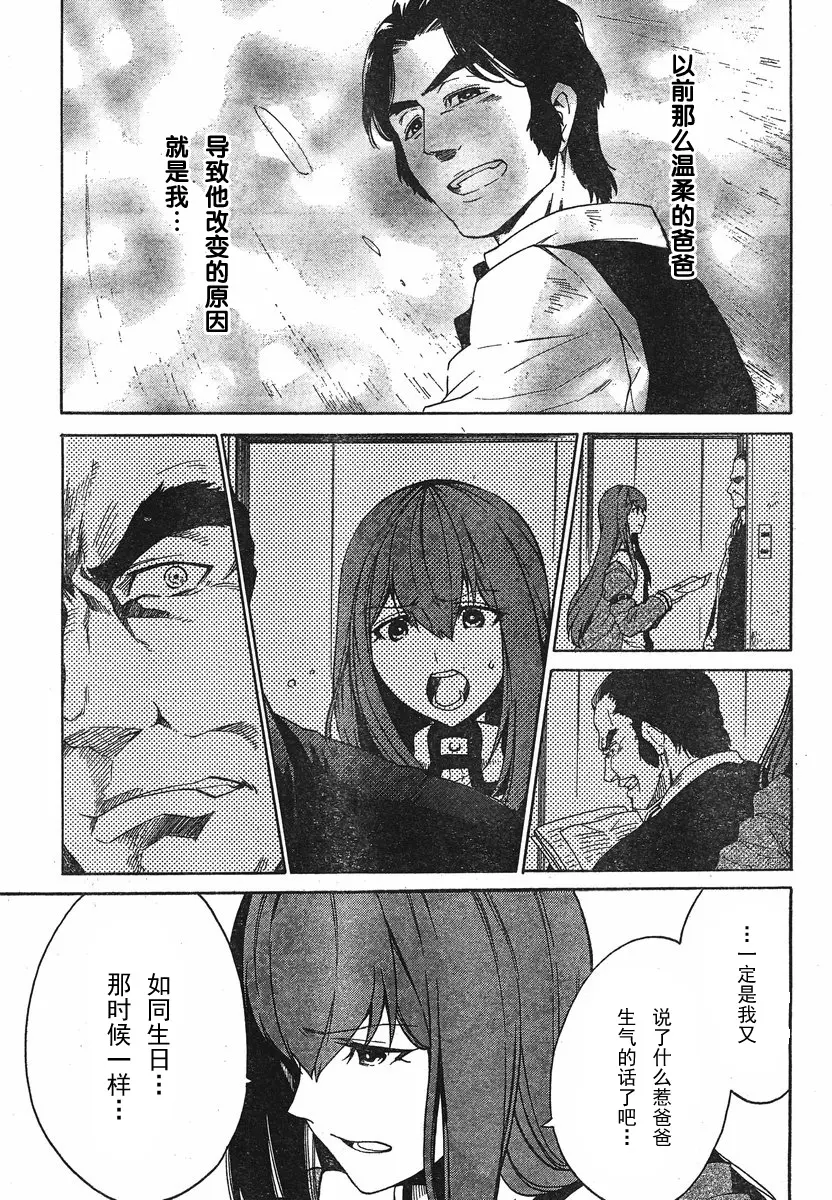 以前那么温柔的爸爸
导致他改变的原因
就是我…
…一定是我又
说了什么惹爸爸
生气的话了吧…
如同生日…
那时候一样…